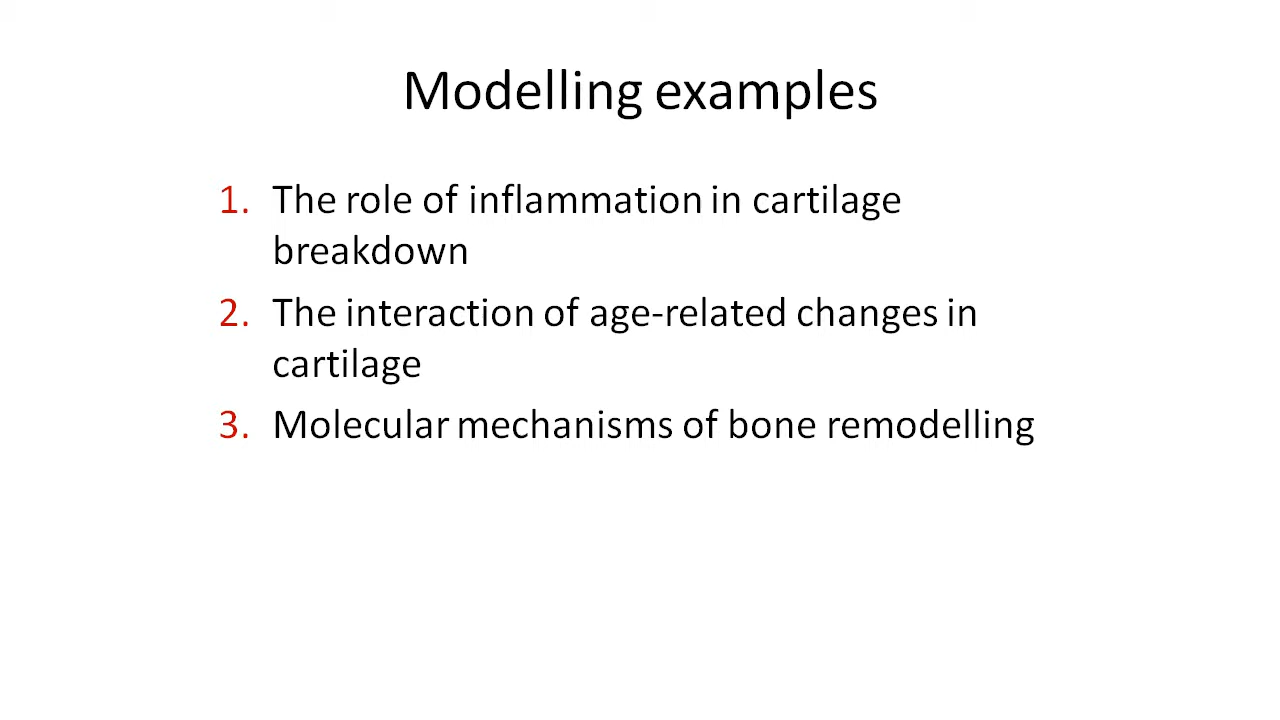 Modelling examples
1. The role of inflammation in cartilage
breakdown
2. The interaction of age-related changes in
cartilage
3. Molecular mechanisms of bone remodelling